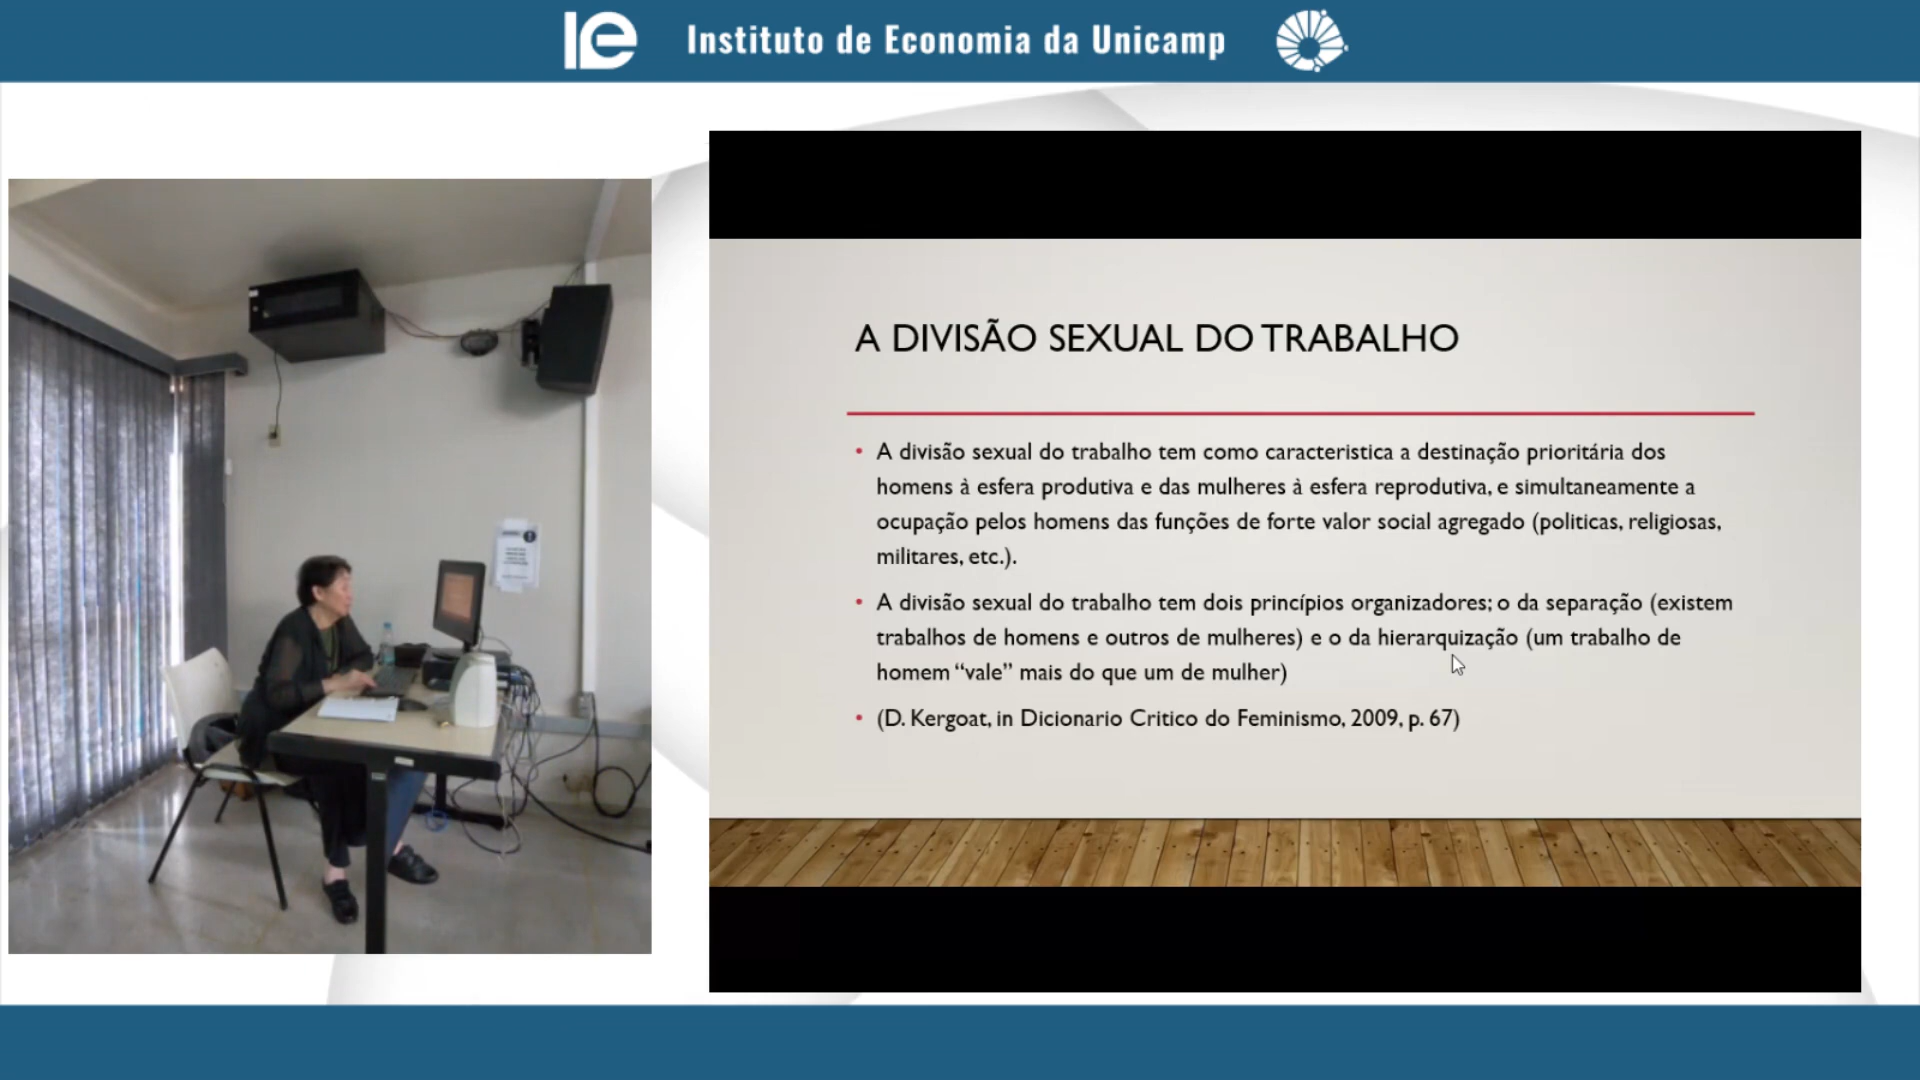 Instituto de Economia da Unicamp
A DIVISÃO SEXUAL DO TRABALHO
• A divisão sexual do trabalho tem como caracteristica a destinação prioritária dos
homens à esfera produtiva e das mulheres à esfera reprodutiva, e simultaneamente a
ocupação pelos homens das funções de forte valor social agregado (politicas, religiosas,
militares, etc.).
• A divisão sexual do trabalho tem dois princípios organizadores; o da separação (existem
trabalhos de homens e outros de mulheres) e o da hierarquização (um trabalho de
homem “vale” mais do que um de mulher)
• (D. Kergoat, in Dicionario Critico do Feminismo, 2009, p. 67)